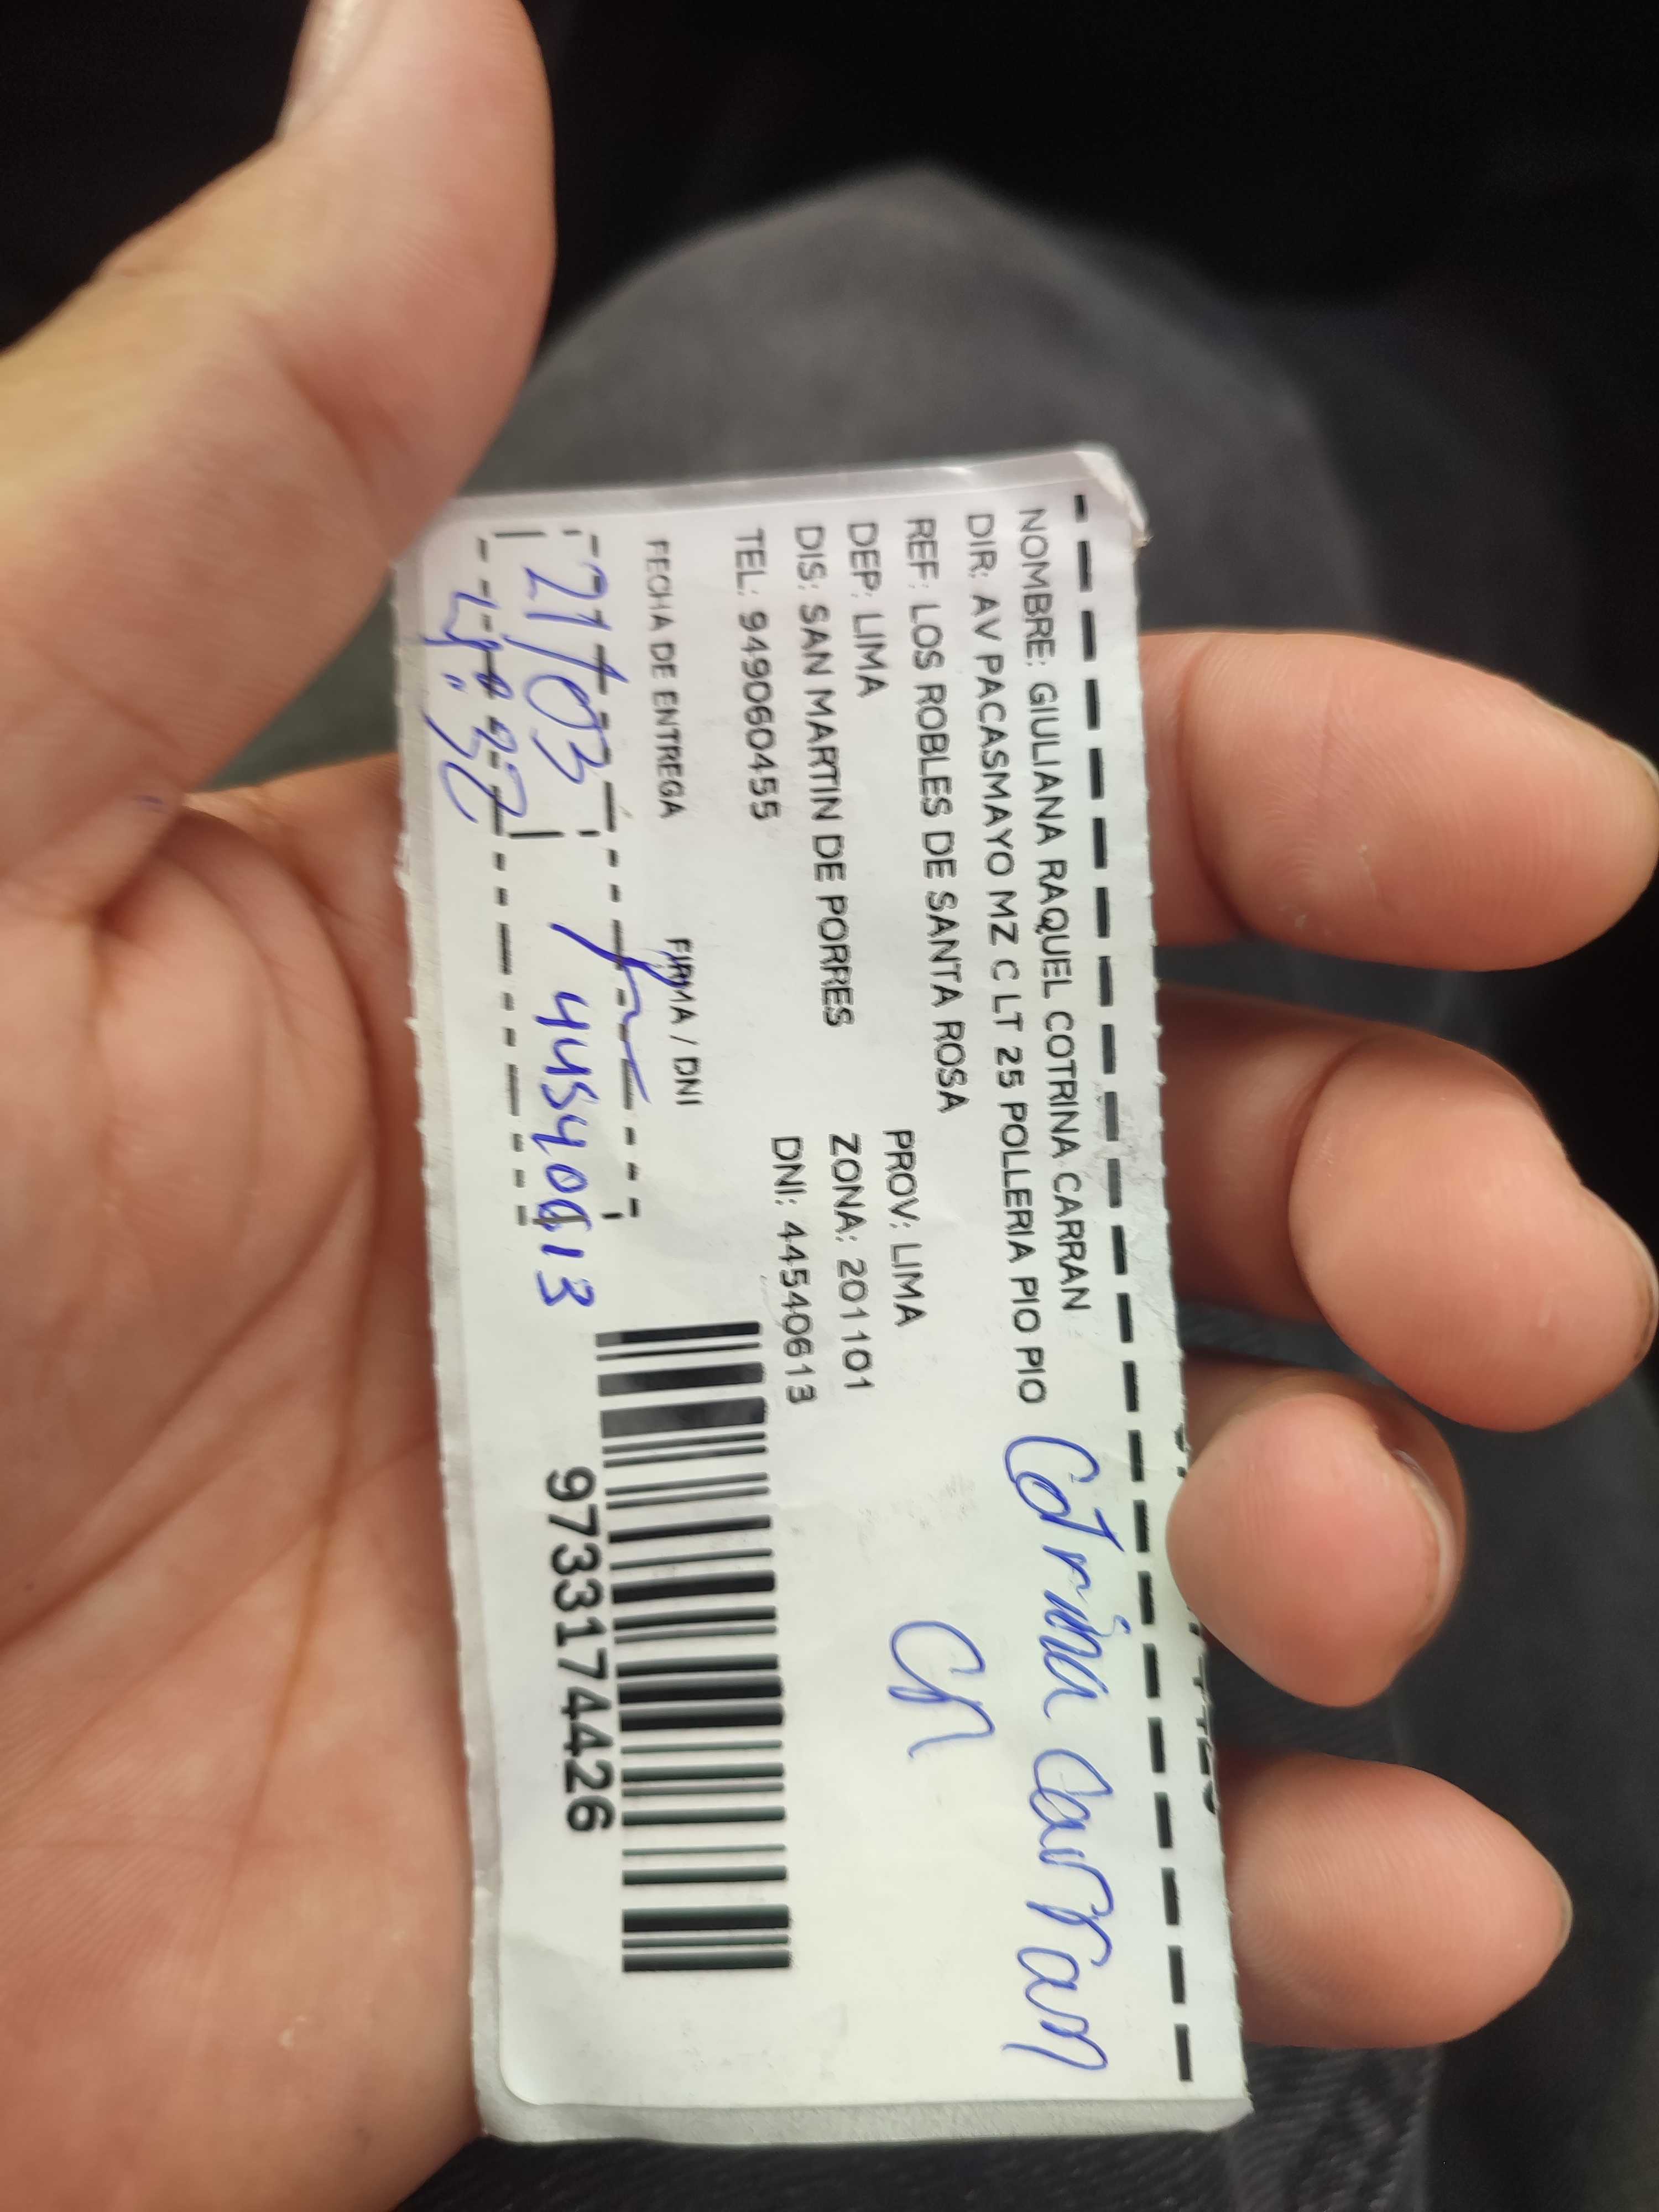 NOMBRE: GIULIANA RAQUEL COTRINA CARRAN
DIR: AV PACASMAYO MZ C LT 25 POLLERIA PIO PIO
Cotrina Carran
REF: LOS ROBLES DE SANTA ROSA
DEP: LIMA PROV: LIMA
DIS: SAN MARTIN DE PORRES ZONA: 201101
TEL: 949060455 DNI: 44540613
FECHA DE ENTREGA FIRMA / DNI
21/03 44540613
9733174426